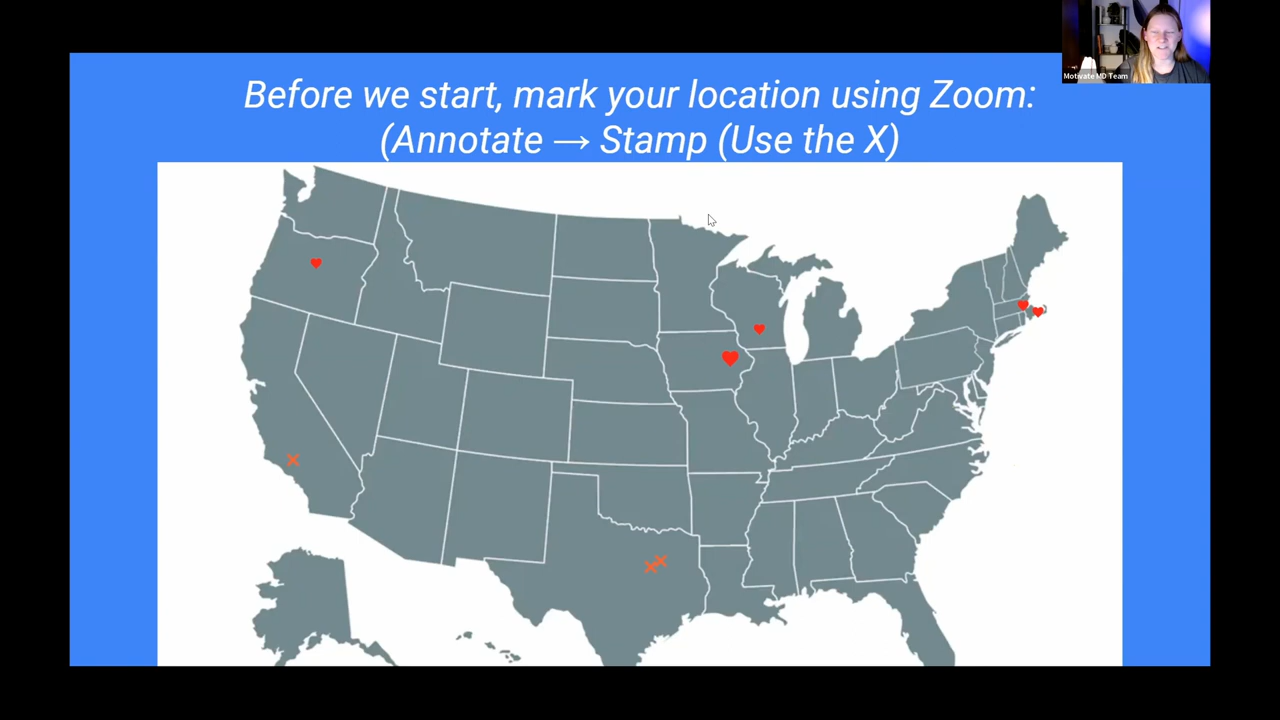 Motivate MD Team
Before we start, mark your location using Zoom:
(Annotate → Stamp (Use the X)